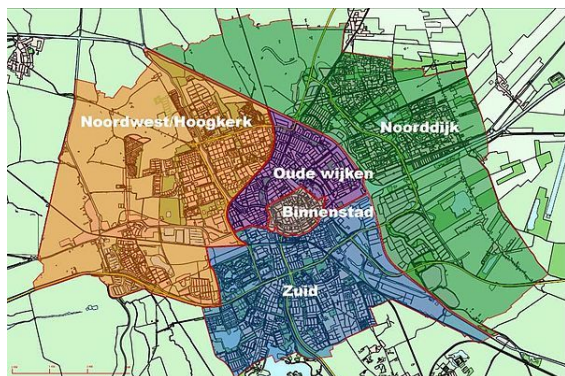 Noordwest/Hoogkerk
Noorddijk
Oude wijken
Binnenstad
Zuid